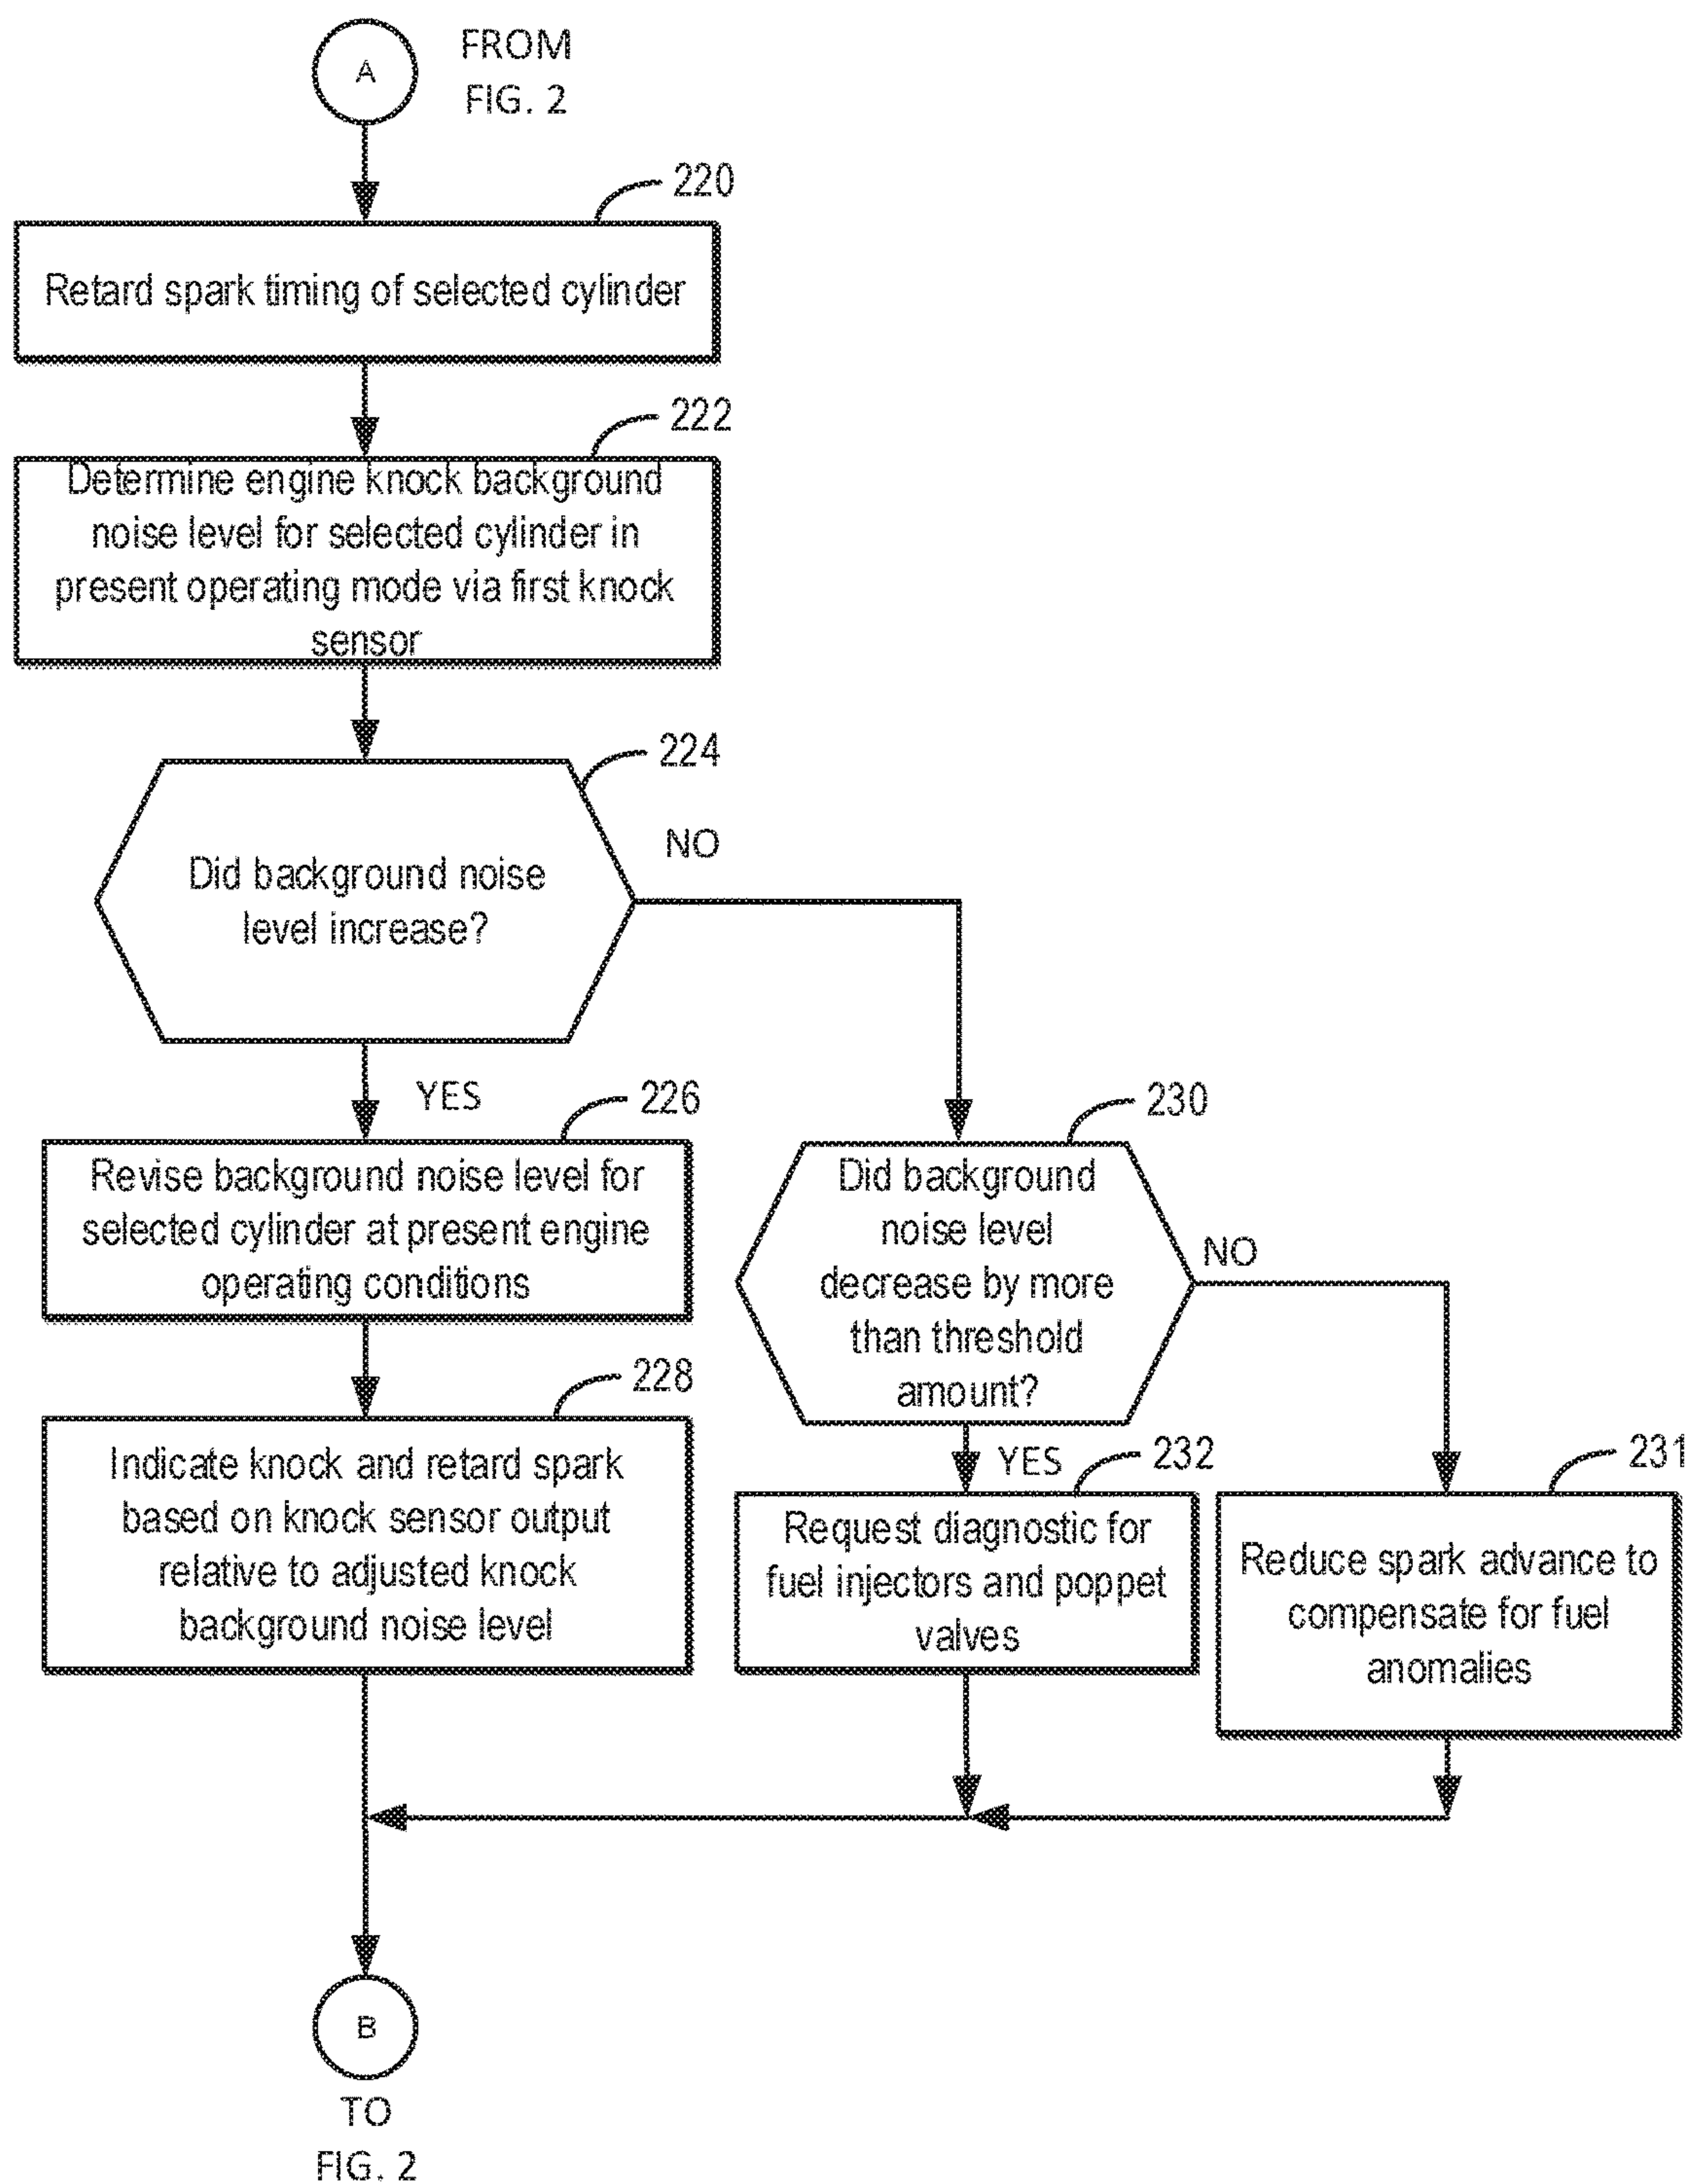 A
FROM
FIG. 2
220
Retard spark timing of selected cylinder
222
Determine engine knock background
noise level for selected cylinder in
present operating mode via first knock
sensor
224
Did background noise
level increase?
NO
YES
226
Revise background noise level for
selected cylinder at present engine
operating conditions
230
Did background
noise level
decrease by more
than threshold
amount?
NO
228
Indicate knock and retard spark
based on knock sensor output
relative to adjusted knock
background noise level
YES
232
Request diagnostic for
fuel injectors and poppet
valves
231
Reduce spark advance to
compensate for fuel
anomalies
B
TO
FIG. 2